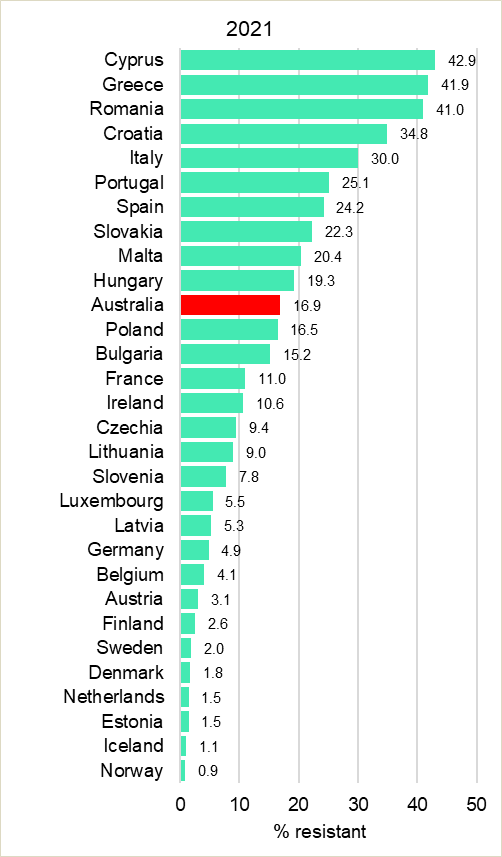 2021
Cyprus 42.9
Greece 41.9
Romania 41.0
Croatia 34.8
Italy 30.0
Portugal 25.1
Spain 24.2
Slovakia 22.3
Malta 20.4
Hungary 19.3
Australia 16.9
Poland 16.5
Bulgaria 15.2
France 11.0
Ireland 10.6
Czechia 9.4
Lithuania 9.0
Slovenia 7.8
Luxembourg 5.5
Latvia 5.3
Germany 4.9
Belgium 4.1
Austria 3.1
Finland 2.6
Sweden 2.0
Denmark 1.8
Netherlands 1.5
Estonia 1.5
Iceland 1.1
Norway 0.9
0 10 20 30 40 50
% resistant